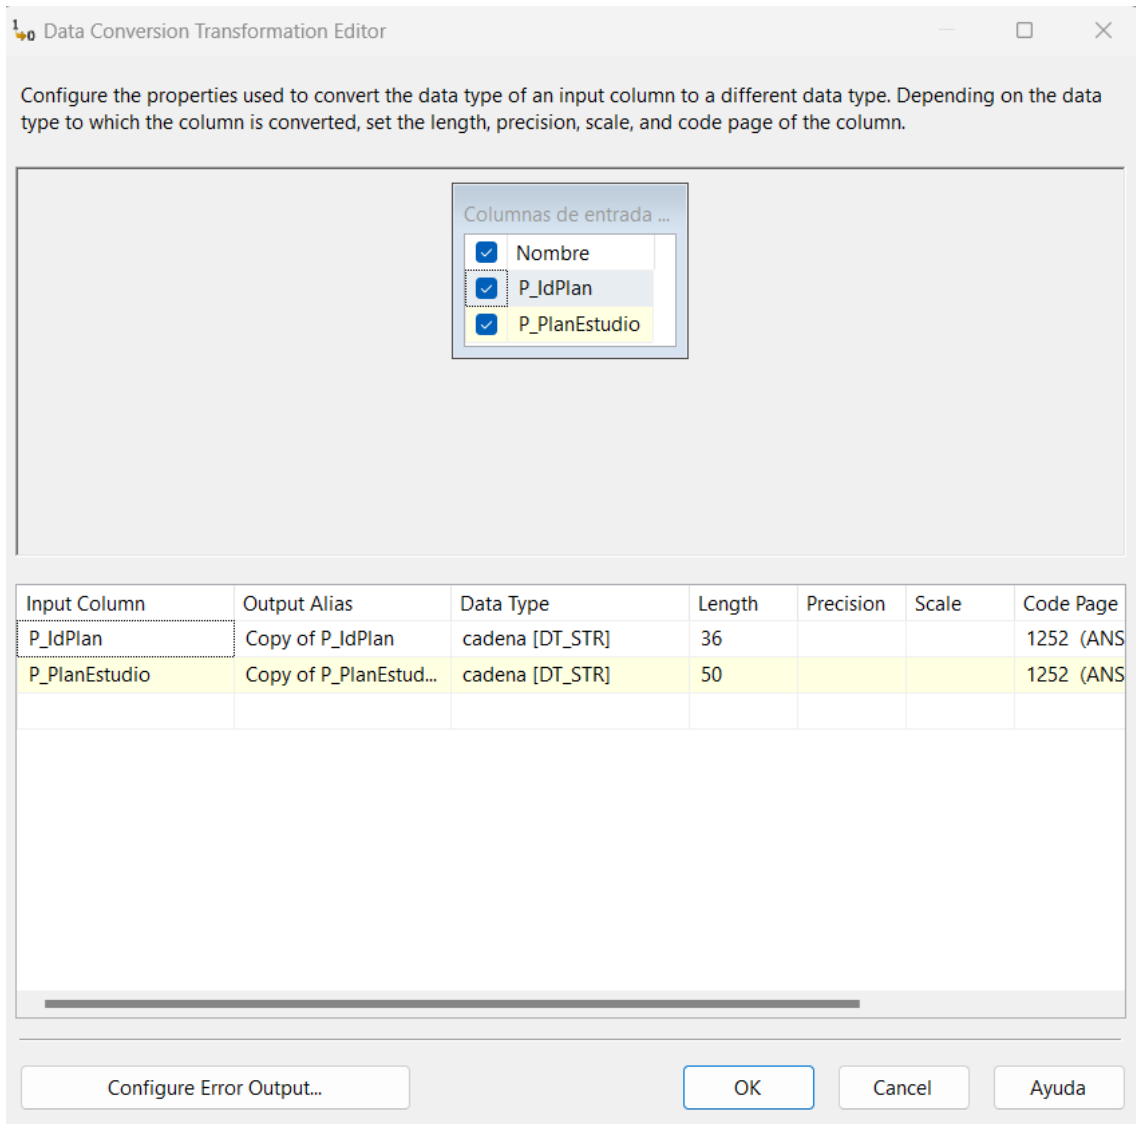 Data Conversion Transformation Editor
Configure the properties used to convert the data type of an input column to a different data type. Depending on the data
type to which the column is converted, set the length, precision, scale, and code page of the column.
Columnas de entrada ...
Nombre
P_IdPlan
P_PlanEstudio
Input Column Output Alias Data Type Length Precision Scale Code Page
P_IdPlan Copy of P_IdPlan cadena [DT_STR] 36 1252 (ANS
P_PlanEstudio Copy of P_PlanEstud... cadena [DT_STR] 50 1252 (ANS
Configure Error Output... OK Cancel Ayuda